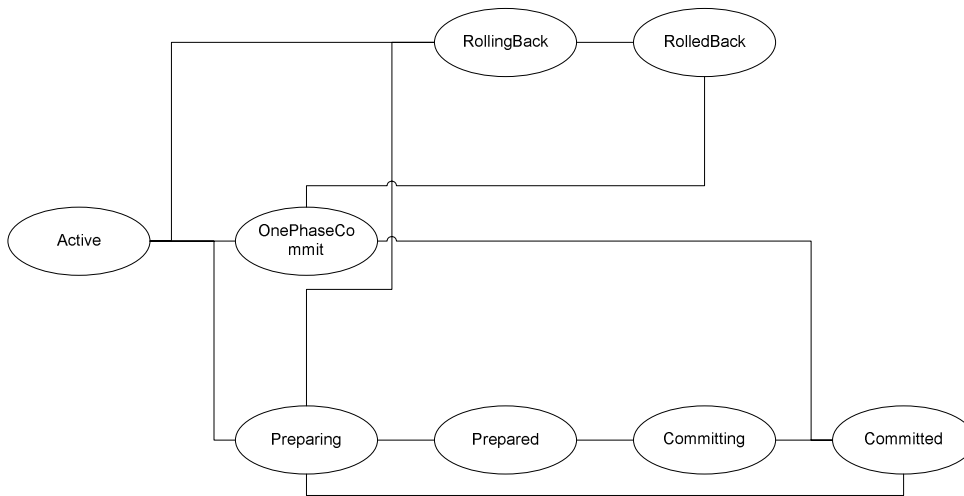 RollingBack
RolledBack
Active
OnePhaseCo
mmit
Preparing
Prepared
Committing
Committed